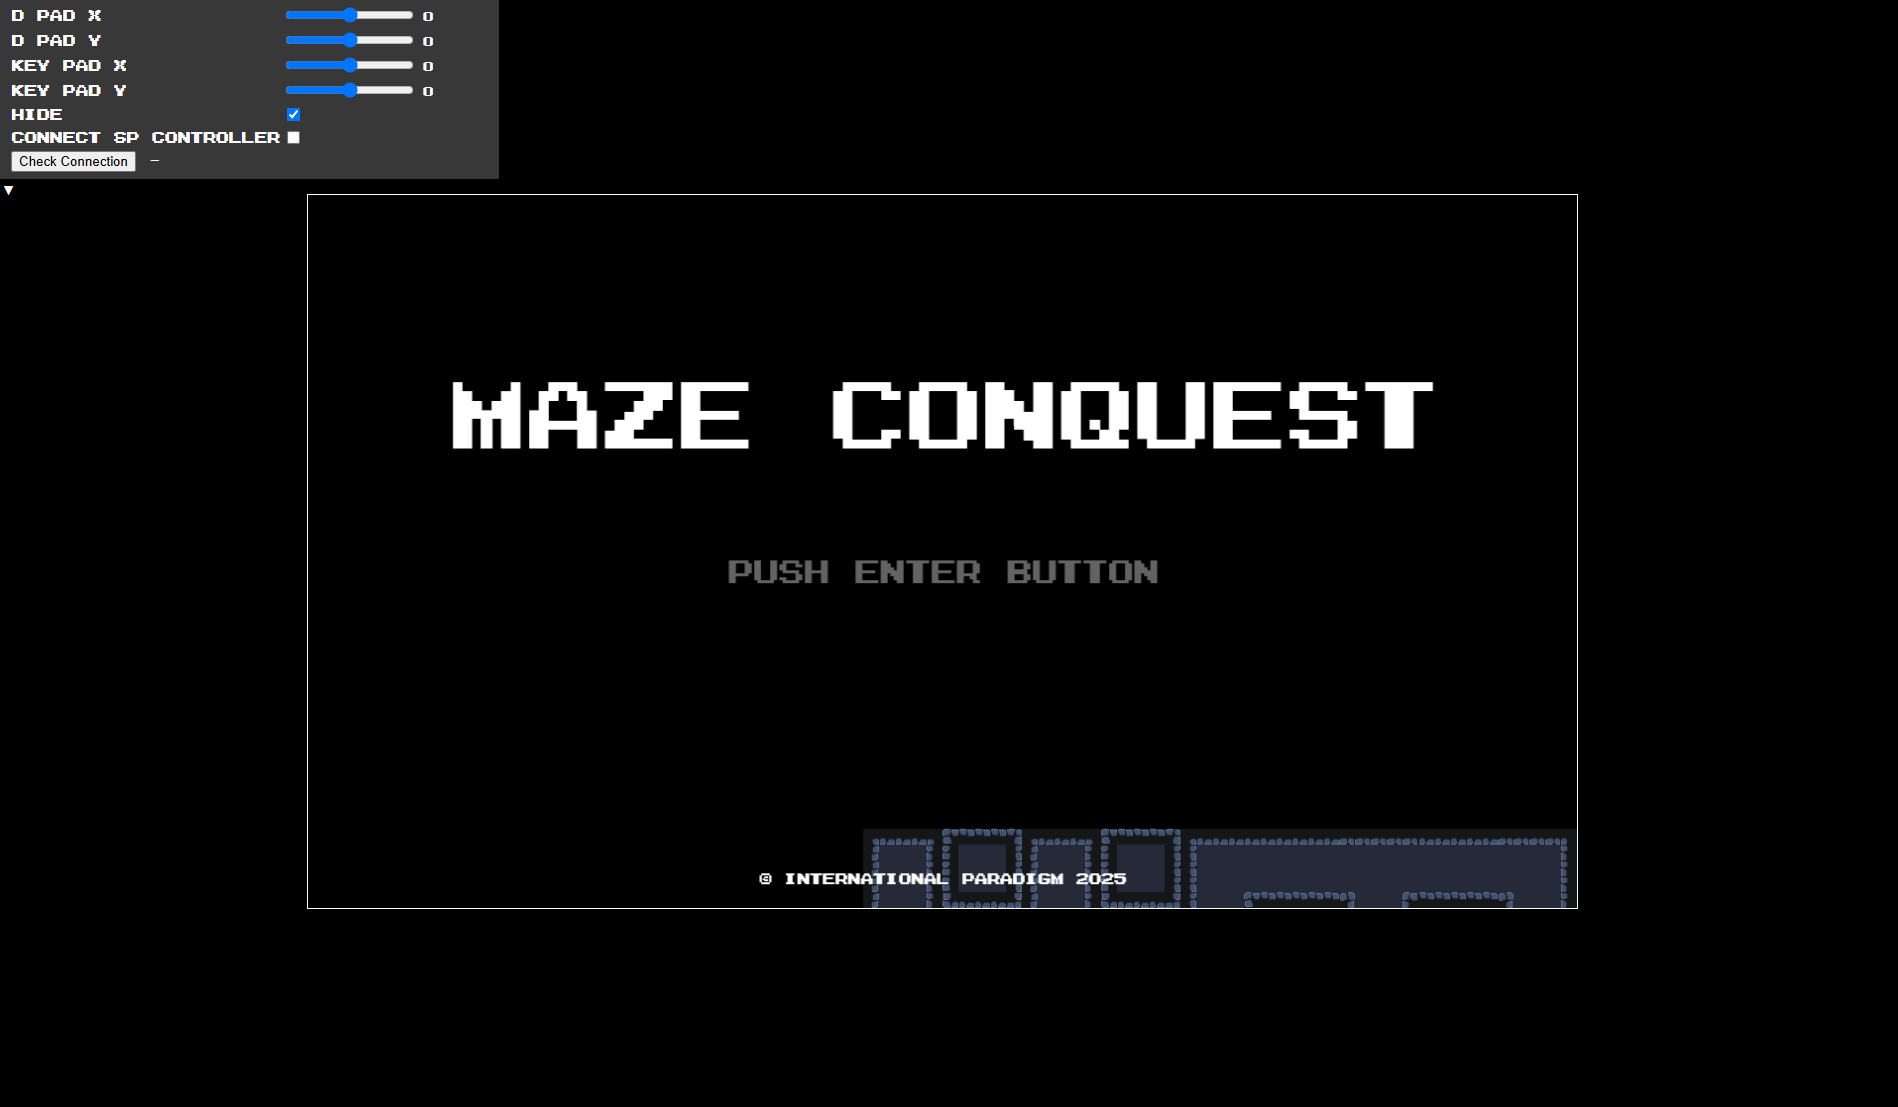 D PAD X 0
D PAD Y 0
KEY PAD X 0
KEY PAD Y 0
HIDE
CONNECT SP CONTROLLER
Check Connection —
MAZE CONQUEST
PUSH ENTER BUTTON
© INTERNATIONAL PARADIGM 2025